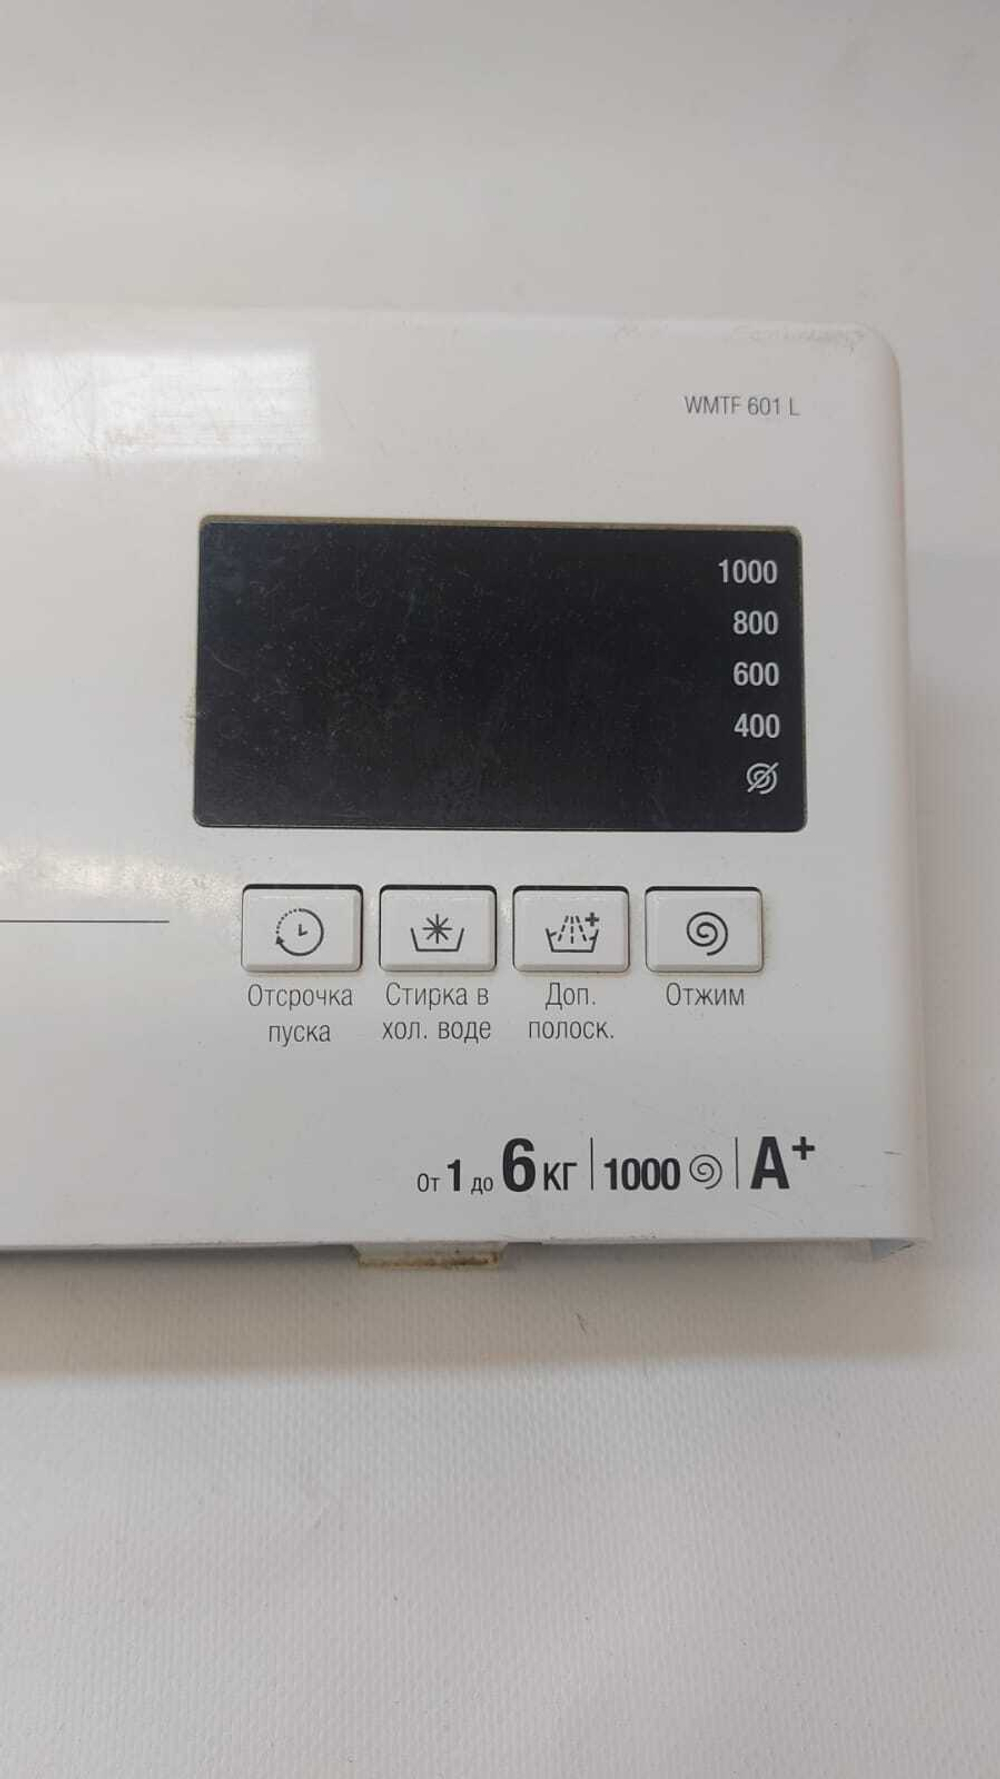 WMTF 601 L
1000
800
600
400
Отсрочка пуска
Стирка в хол. воде
Доп. полоск.
Отжим
От 1 до 6 кг 1000 A+